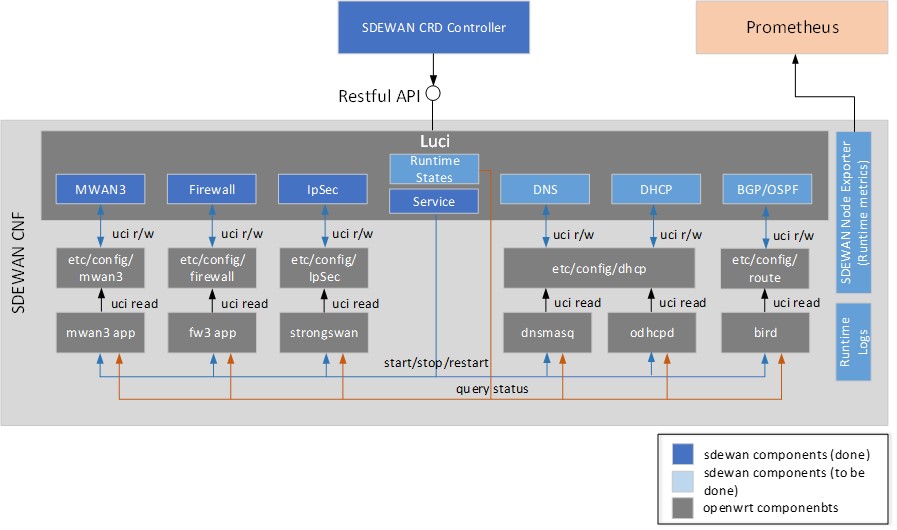 SDEWAN CRD Controller
Prometheus
Restful API
Luci
Runtime
States
MWAN3
Firewall
IpSec
Service
DNS
DHCP
BGP/OSPF
SDEWAN Node Exporter
(Runtime metrics)
SDEWAN CNF
uci r/w
uci r/w
uci r/w
uci r/w
uci r/w
uci r/w
etc/config/
mwan3
etc/config/
firewall
etc/config/
IpSec
etc/config/dhcp
etc/config/
route
uci read
uci read
uci read
uci read
uci read
uci read
mwan3 app
fw3 app
strongswan
dnsmasq
odhcpd
bird
Runtime
Logs
start/stop/restart
query status
sdewan components (done)
sdewan components (to be
done)
openwrt componenbts